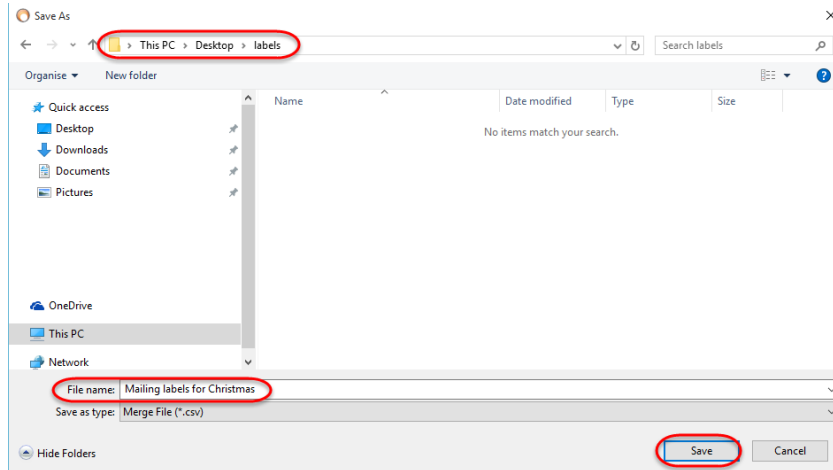 Save As
This PC > Desktop > labels
Search labels
Organise
New folder
Quick access
Desktop
Downloads
Documents
Pictures
OneDrive
This PC
Network
Name
Date modified
Type
Size
No items match your search.
File name: Mailing labels for Christmas
Save as type: Merge File (*.csv)
Hide Folders
Save
Cancel